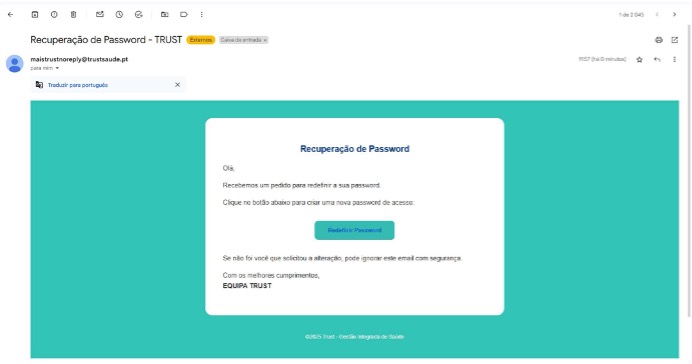 1 de 2 045
Recuperação de Password - TRUST Externos Caixa de entrada x
maistrustnoreply@trustsaude.pt
11:57 (há 0 minutos)
para mim
Traduzir para português
Recuperação de Password
Olá,
Recebemos um pedido para redefinir a sua password.
Clique no botão abaixo para criar uma nova password de acesso:
Redefinir Password
Se não foi você que solicitou a alteração, pode ignorar este email com segurança.
Com os melhores cumprimentos,
EQUIPA TRUST
©2025 Trust - Gestão Integrada de Saúde